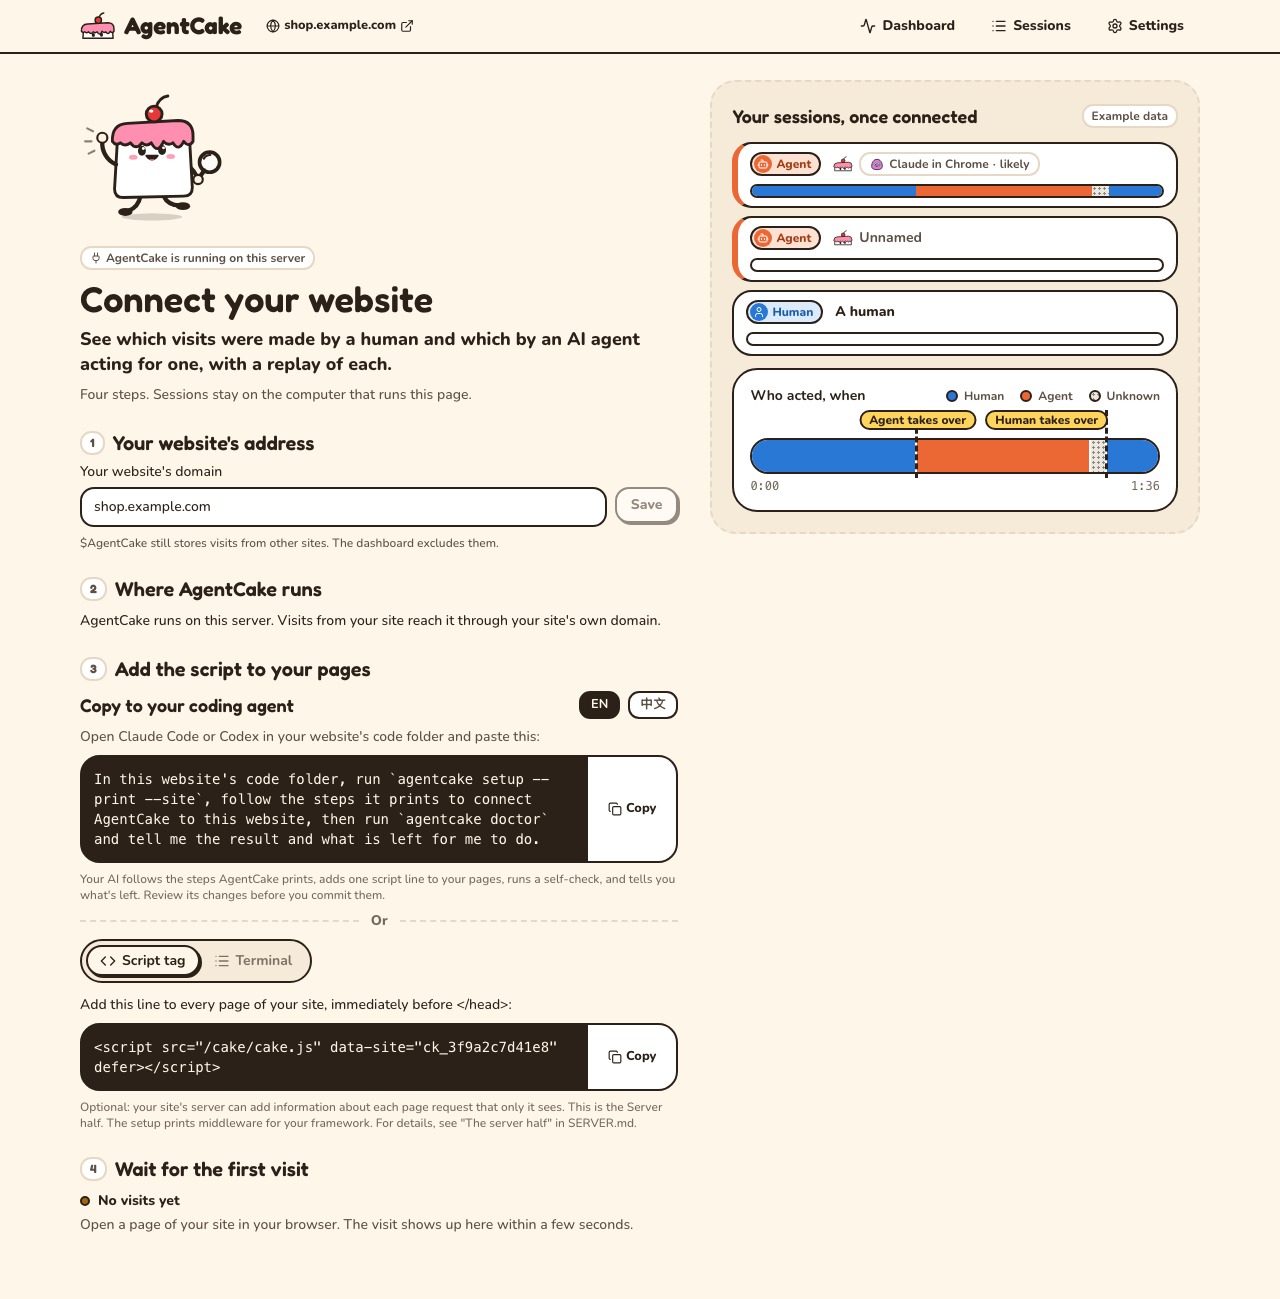 AgentCake
shop.example.com
Dashboard
Sessions
Settings
AgentCake is running on this server
Connect your website
See which visits were made by a human and which by an AI agent
acting for one, with a replay of each.
Four steps. Sessions stay on the computer that runs this page.
1 Your website's address
Your website's domain
shop.example.com
Save
$AgentCake still stores visits from other sites. The dashboard excludes them.
2 Where AgentCake runs
AgentCake runs on this server. Visits from your site reach it through your site's own domain.
3 Add the script to your pages
Copy to your coding agent
EN
中文
Open Claude Code or Codex in your website's code folder and paste this:
In this website's code folder, run `agentcake setup --
print --site`, follow the steps it prints to connect
AgentCake to this website, then run `agentcake doctor`
and tell me the result and what is left for me to do.
Copy
Your AI follows the steps AgentCake prints, adds one script line to your pages, runs a self-check, and tells you
what's left. Review its changes before you commit them.
Or
Script tag
Terminal
Add this line to every page of your site, immediately before </head>:
<script src="/cake/cake.js" data-site="ck_3f9a2c7d41e8"
defer></script>
Copy
Optional: your site's server can add information about each page request that only it sees. This is the Server
half. The setup prints middleware for your framework. For details, see "The server half" in SERVER.md.
4 Wait for the first visit
No visits yet
Open a page of your site in your browser. The visit shows up here within a few seconds.
Your sessions, once connected
Example data
Agent
Claude in Chrome · likely
Agent
Unnamed
Human
A human
Who acted, when
Human
Agent
Unknown
Agent takes over
Human takes over
0:00
1:36